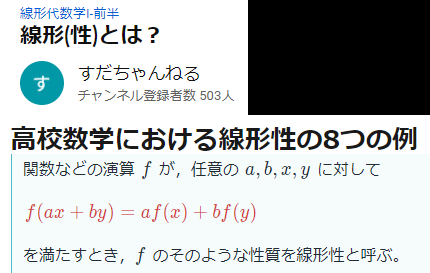 線形代数学I-前半
線形(性)とは？
す
すだちゃんねる
チャンネル登録者数 503人
高校数学における線形性の8つの例
関数などの演算 f が，任意の a, b, x, y に対して
f(ax + by) = af(x) + bf(y)
を満たすとき，f のそのような性質を線形性と呼ぶ。